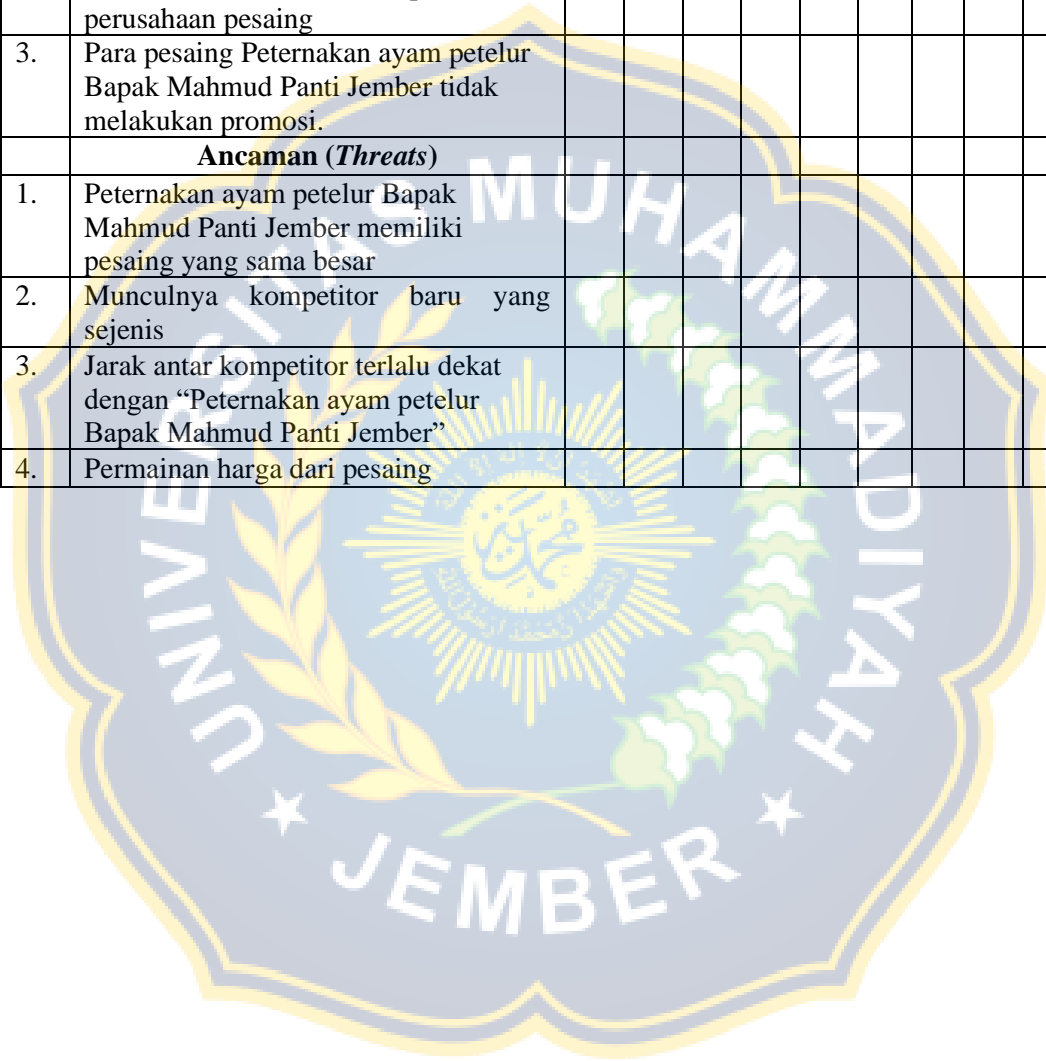 perusahaan pesaing
3. Para pesaing Peternakan ayam petelur
Bapak Mahmud Panti Jember tidak
melakukan promosi.
Ancaman (Threats)
1. Peternakan ayam petelur Bapak
Mahmud Panti Jember memiliki
pesaing yang sama besar
2. Munculnya kompetitor baru yang
sejenis
3. Jarak antar kompetitor terlalu dekat
dengan “Peternakan ayam petelur
Bapak Mahmud Panti Jember”
4. Permainan harga dari pesaing
UNIVERSITAS MUHAMMADIYAH
JEMBER
محمد